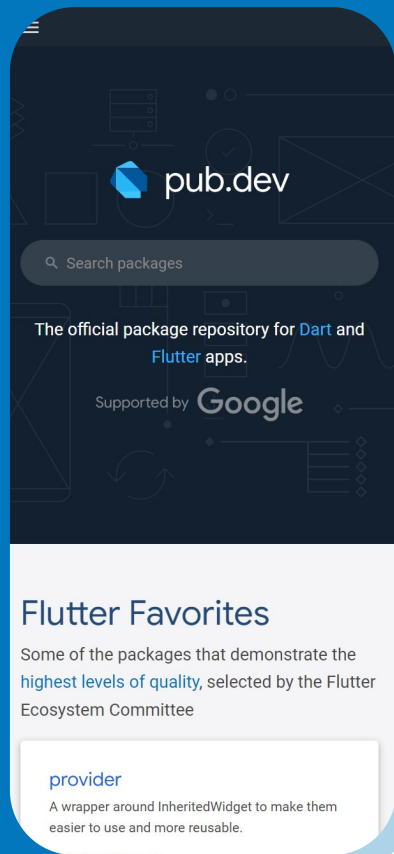 pub.dev
Search packages
The official package repository for Dart and
Flutter apps.
Supported by Google
Flutter Favorites
Some of the packages that demonstrate the
highest levels of quality, selected by the Flutter
Ecosystem Committee
provider
A wrapper around InheritedWidget to make them
easier to use and more reusable.